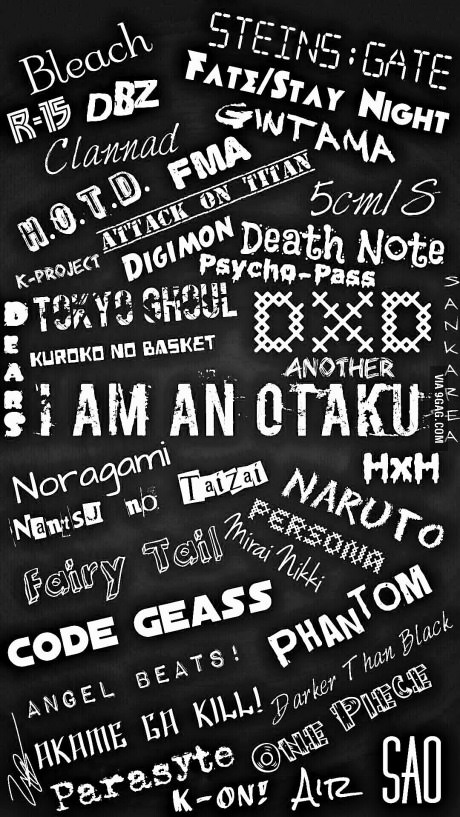 Bleach
STEINS;GATE
FATE/STAY NIGHT
R-15
DBZ
GINTAMA
Clannad
FMA
H.O.T.D.
ATTACK ON TITAN
5cm/S
DIGIMON
Death Note
K-PROJECT
Psycho-Pass
SANKAREA
DEARS
TOKYO GHOUL
KUROKO NO BASKET
ANOTHER
I AM AN OTAKU
VIA 9GAG.COM
Noragami
HxH
Nantsu no Taizai
NARUTO
PERSONA
Mirai Nikki
Fairy Tail
CODE GEASS
PHANTOM
ANGEL BEATS!
Darker Than Black
AKAME GA KILL!
ONE PIECE
Parasyte
K-ON!
AIR
SAO